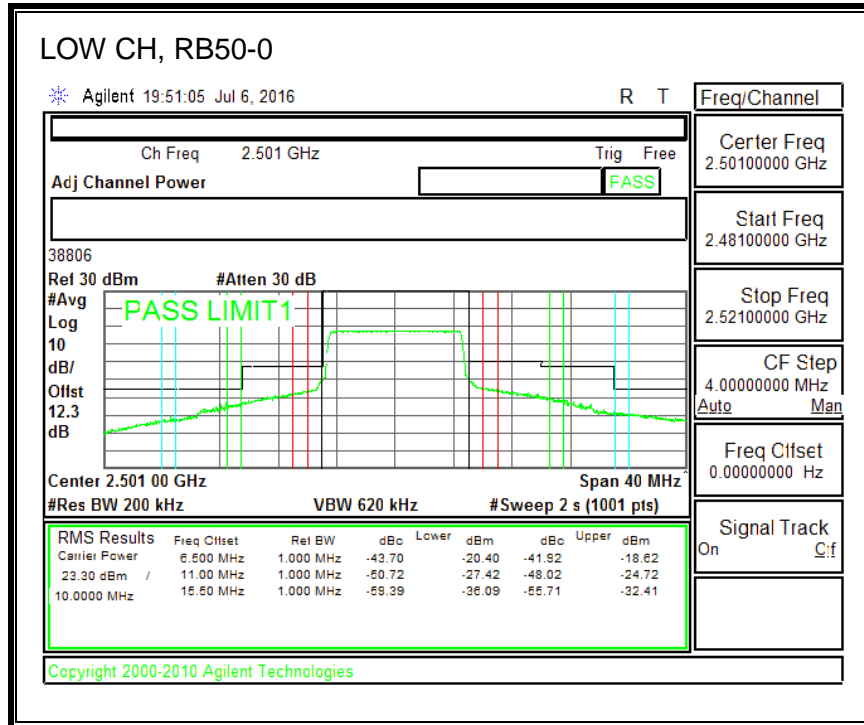 LOW CH, RB50-0
Agilent 19:51:05 Jul 6, 2016 R T
Freq/Channel
Ch Freq 2.501 GHz Trig Free
Adj Channel Power PASS
Center Freq
2.50100000 GHz
Start Freq
2.48100000 GHz
Stop Freq
2.52100000 GHz
CF Step
4.00000000 MHz
Auto Man
Freq Offset
0.00000000 Hz
Signal Track
On Off
38806
Ref 30 dBm #Atten 30 dB
#Avg
Log
10
dB/
Offst
12.3
dB
PASS LIMIT1
Center 2.501 00 GHz Span 40 MHz
#Res BW 200 kHz VBW 620 kHz #Sweep 2 s (1001 pts)
RMS Results Freq Offset Ref BW dBc Lower dBm dBc Upper dBm
Carrier Power 6.500 MHz 1.000 MHz -43.70 -20.40 -41.92 -18.62
23.30 dBm / 11.00 MHz 1.000 MHz -50.72 -27.42 -48.02 -24.72
10.0000 MHz 15.50 MHz 1.000 MHz -59.39 -36.09 -55.71 -32.41
Copyright 2000-2010 Agilent Technologies